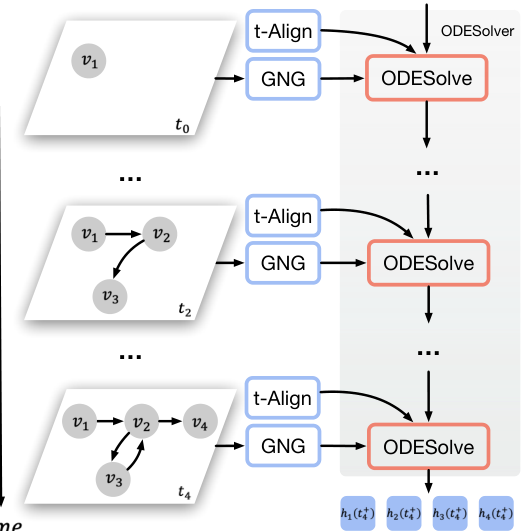 t-Align
ODESolver
v₁
GNG
ODESolve
t₀
...
...
t-Align
v₁
v₂
GNG
ODESolve
v₃
t₂
...
...
t-Align
v₁
v₂
v₄
GNG
ODESolve
v₃
t₄
h₁(t₄⁺)
h₂(t₄⁺)
h₃(t₄⁺)
h₄(t₄⁺)